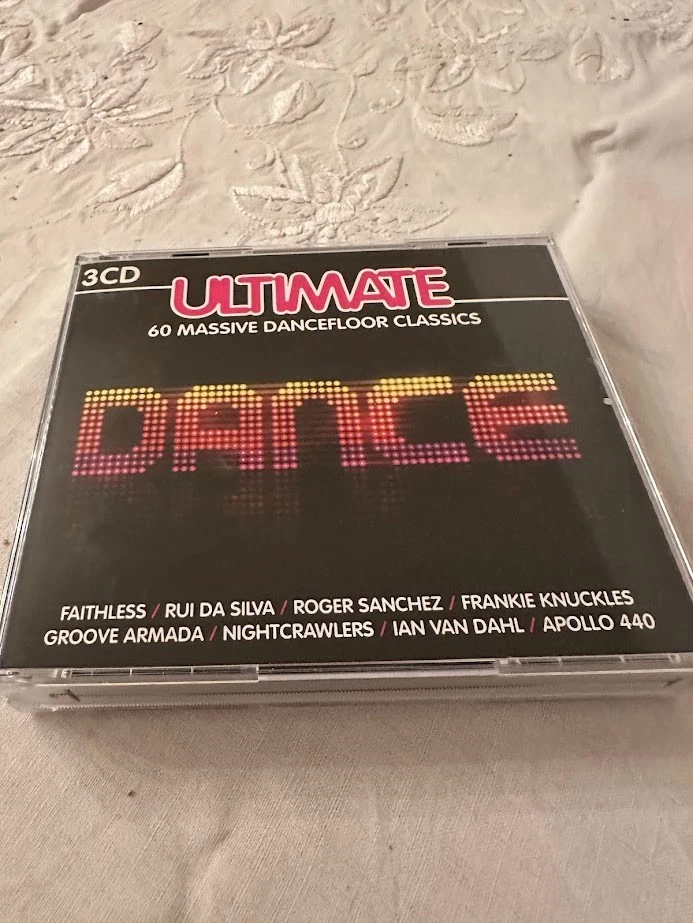 3CD
ULTIMATE
60 MASSIVE DANCEFLOOR CLASSICS
DANCE
FAITHLESS / RUI DA SILVA / ROGER SANCHEZ / FRANKIE KNUCKLES
GROOVE ARMADA / NIGHTCRAWLERS / IAN VAN DAHL / APOLLO 440